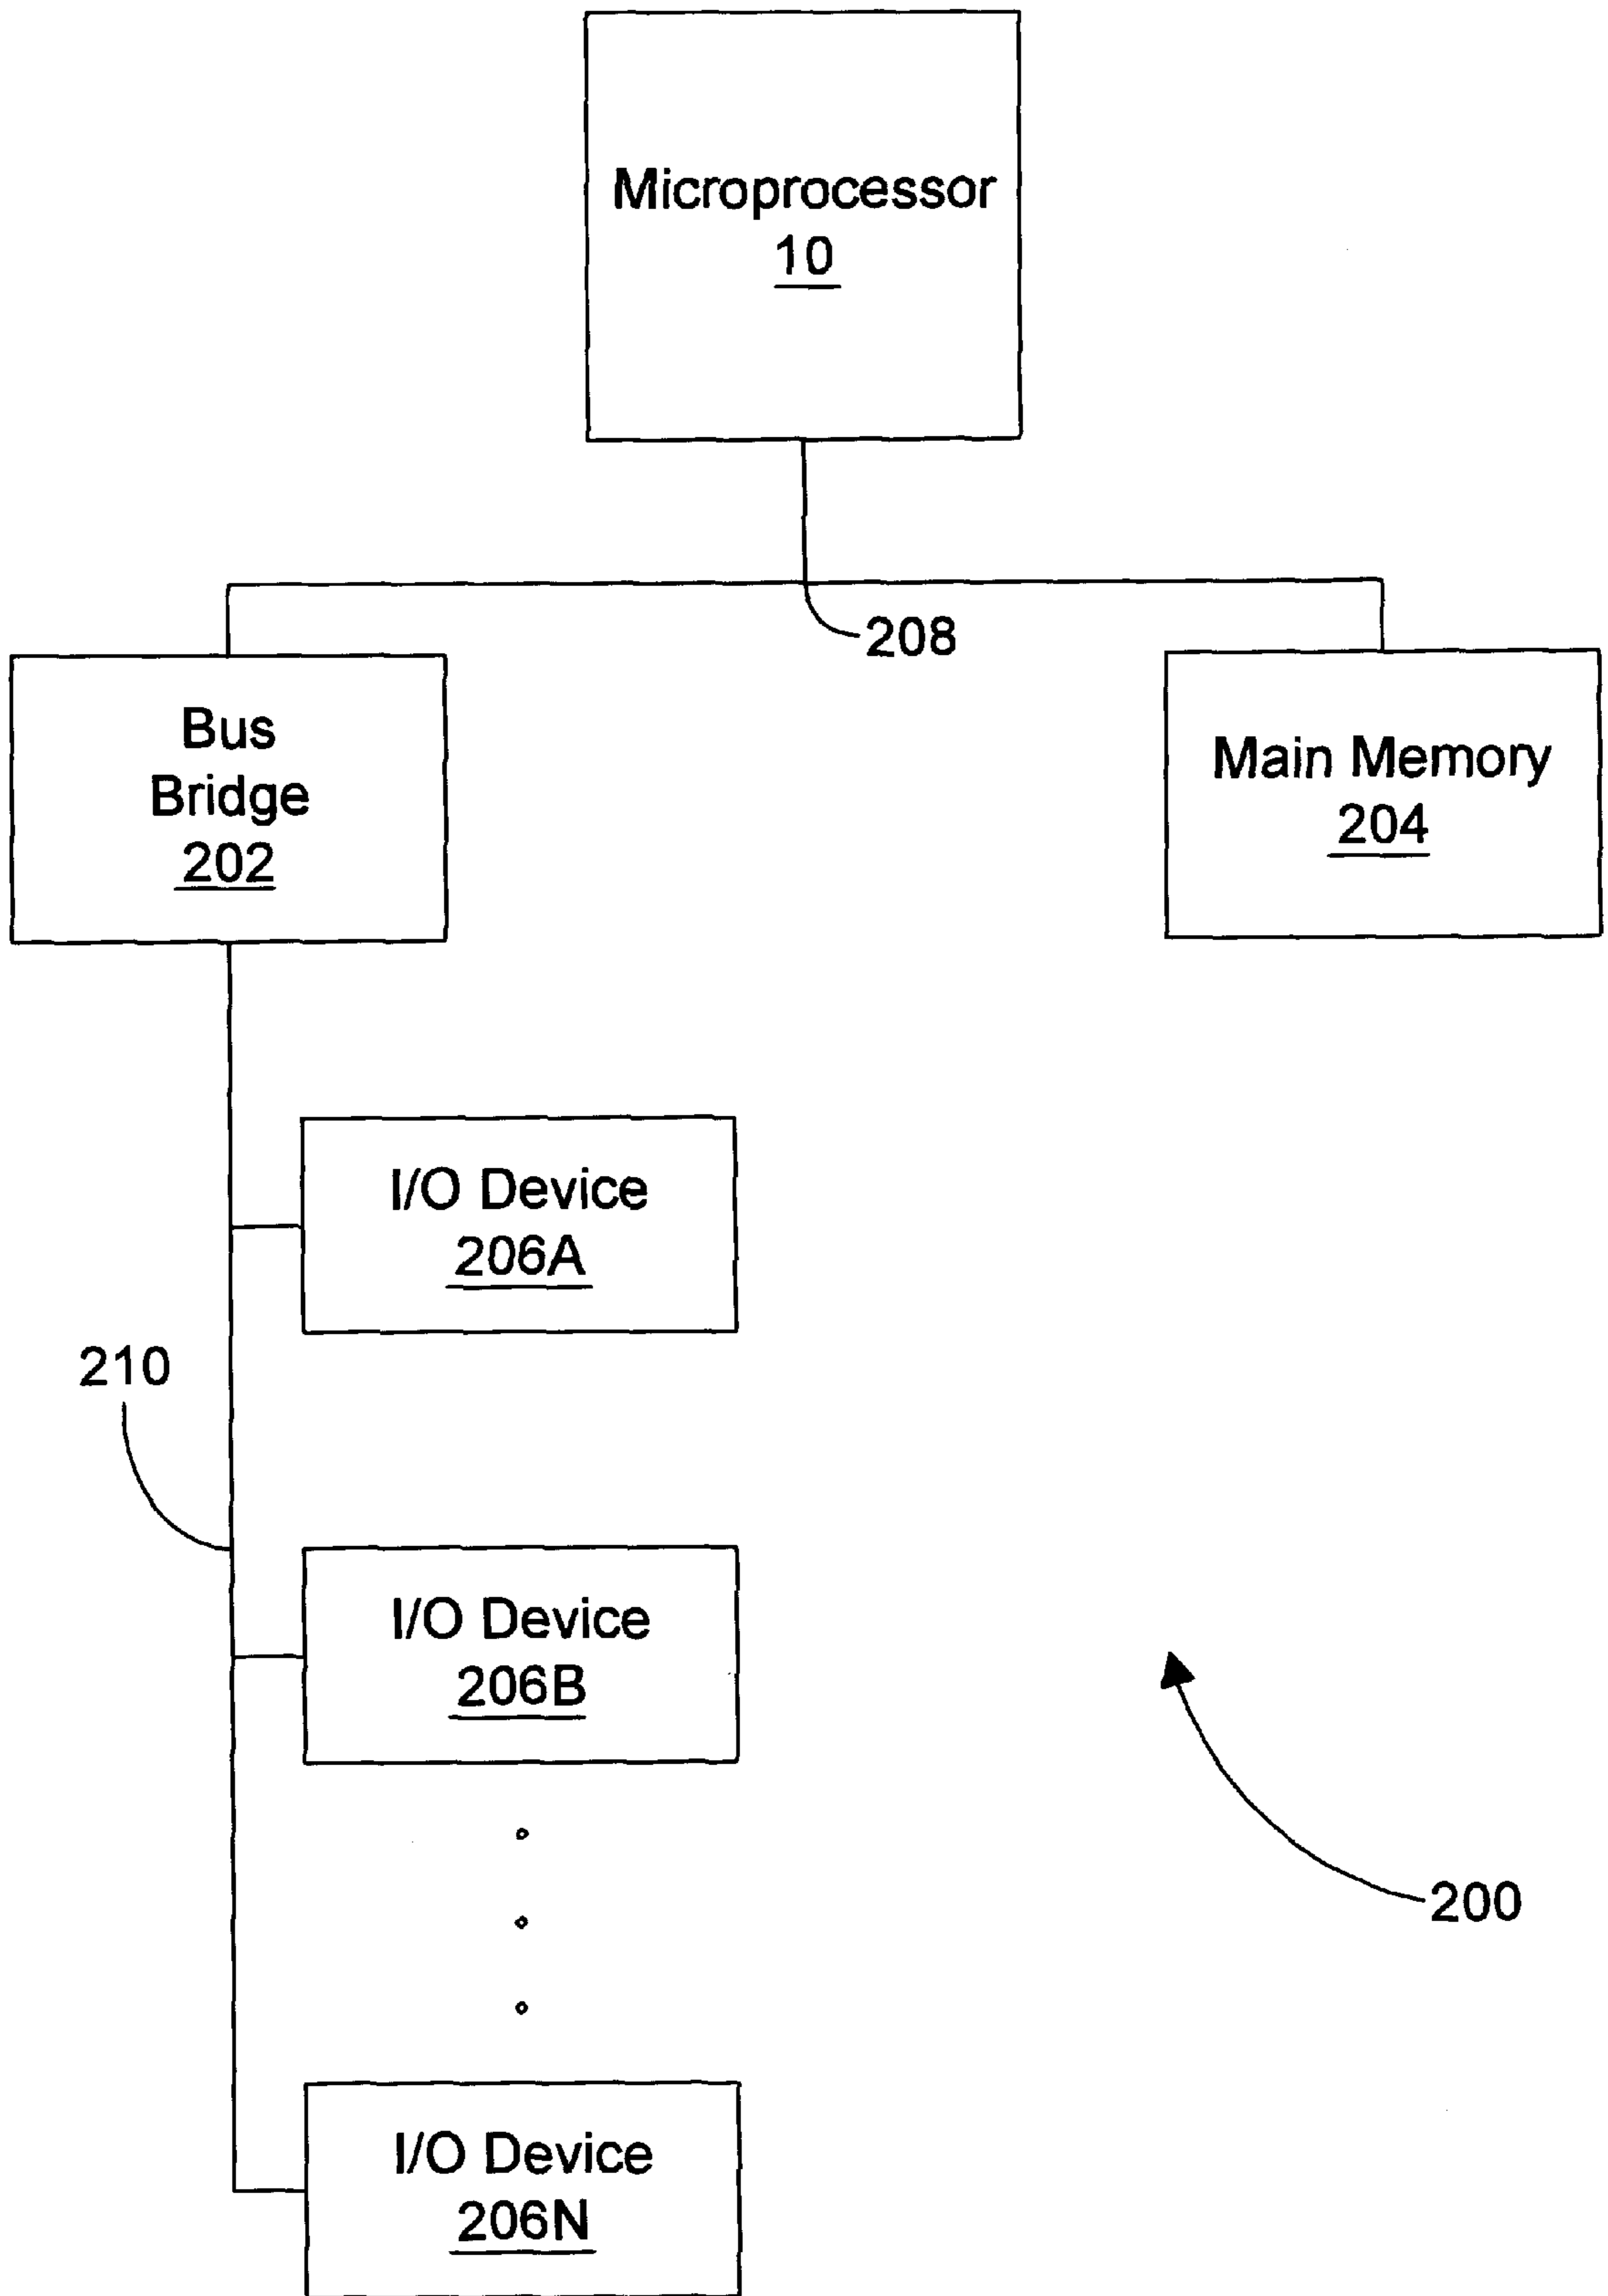 Microprocessor
10
208
Bus
Bridge
202
Main Memory
204
I/O Device
206A
210
I/O Device
206B
200
I/O Device
206N